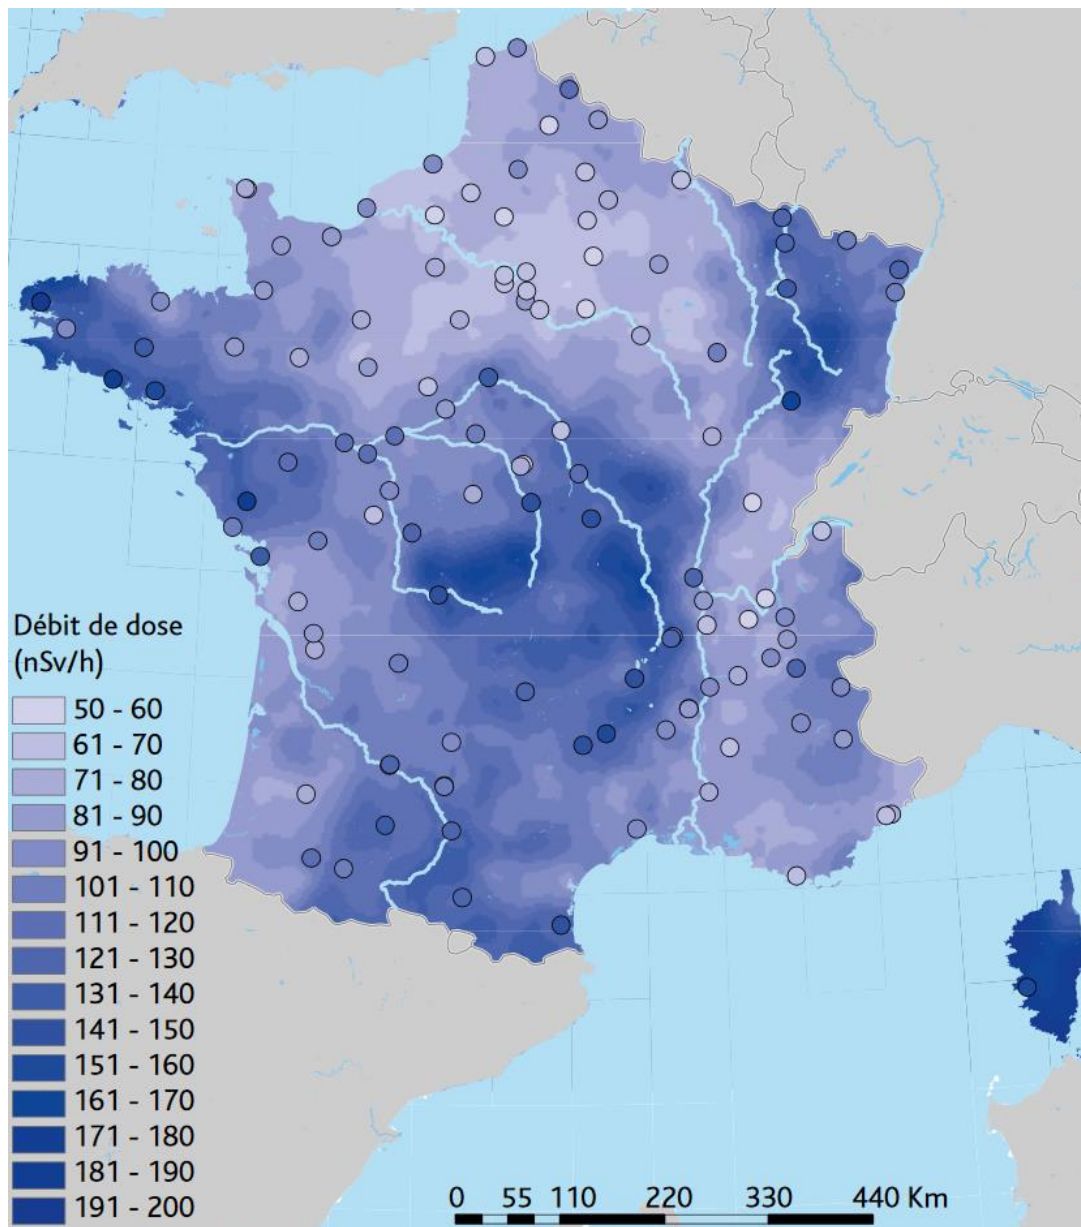 Débit de dose
(nSv/h)
50 - 60
61 - 70
71 - 80
81 - 90
91 - 100
101 - 110
111 - 120
121 - 130
131 - 140
141 - 150
151 - 160
161 - 170
171 - 180
181 - 190
191 - 200
0 55 110 220 330 440 Km